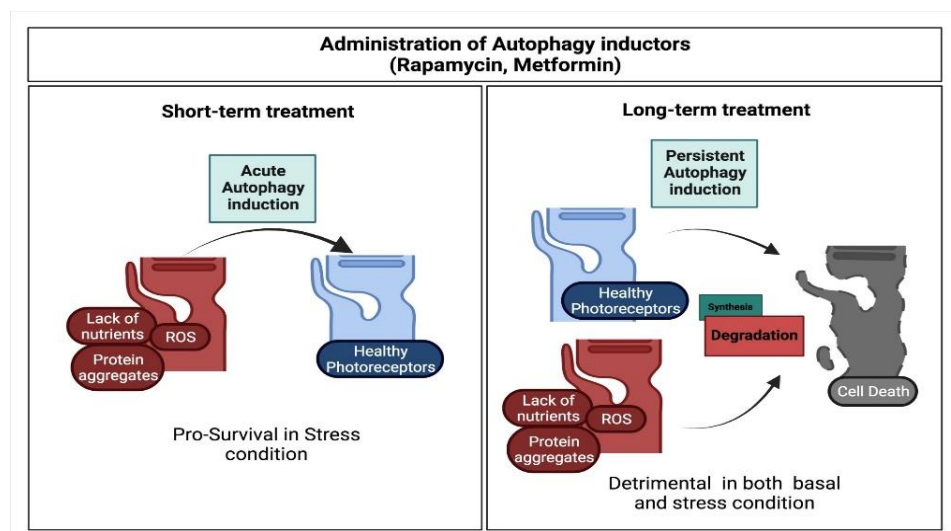 Administration of Autophagy inductors
(Rapamycin, Metformin)
Short-term treatment
Acute
Autophagy
induction
Lack of
nutrients
ROS
Protein
aggregates
Healthy
Photoreceptors
Pro-Survival in Stress
condition
Long-term treatment
Persistent
Autophagy
induction
Healthy
Photoreceptors
Synthesis
Degradation
Lack of
nutrients
ROS
Protein
aggregates
Cell Death
Detrimental in both basal
and stress condition